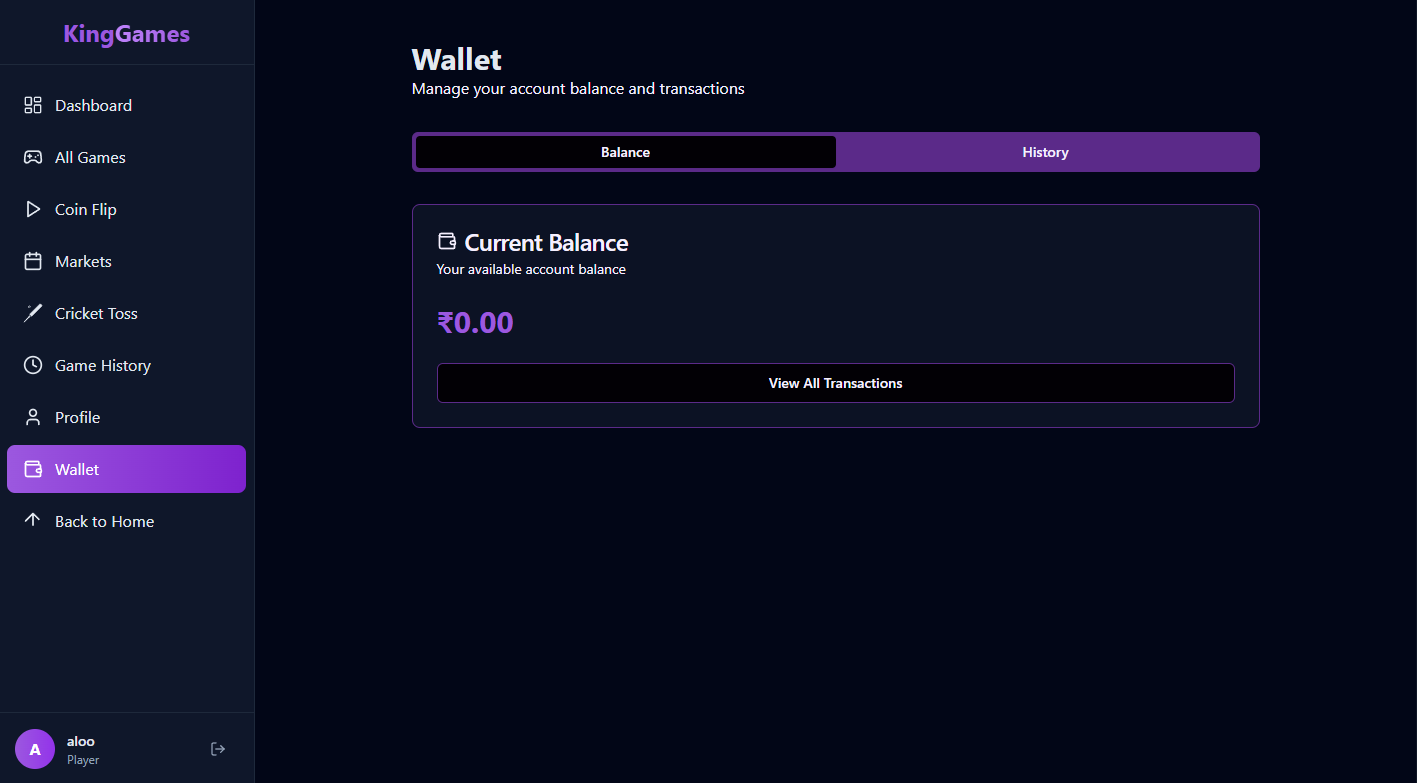 KingGames
Dashboard
All Games
Coin Flip
Markets
Cricket Toss
Game History
Profile
Wallet
Back to Home
A
aloo
Player
Wallet
Manage your account balance and transactions
Balance
History
Current Balance
Your available account balance
₹0.00
View All Transactions